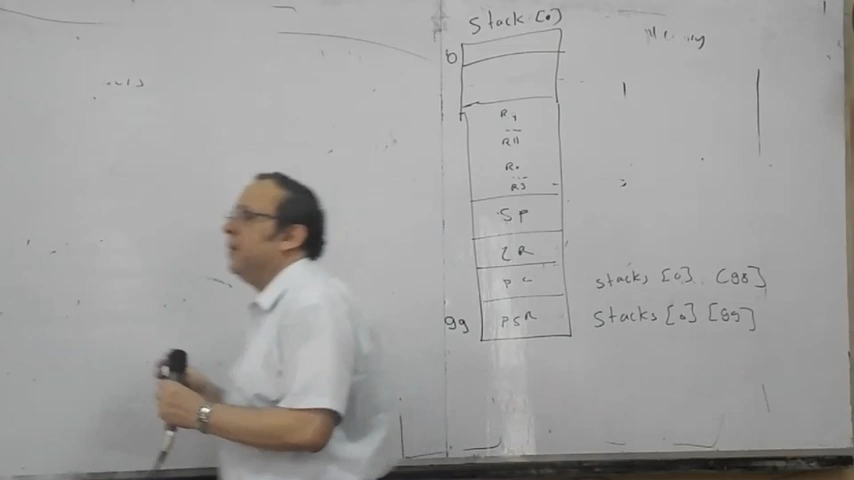 Stack [0]
0
R4
R11
R0
R3
SP
LR
PC
stacks [0] [98]
99
PSR
Stacks [0] [99]